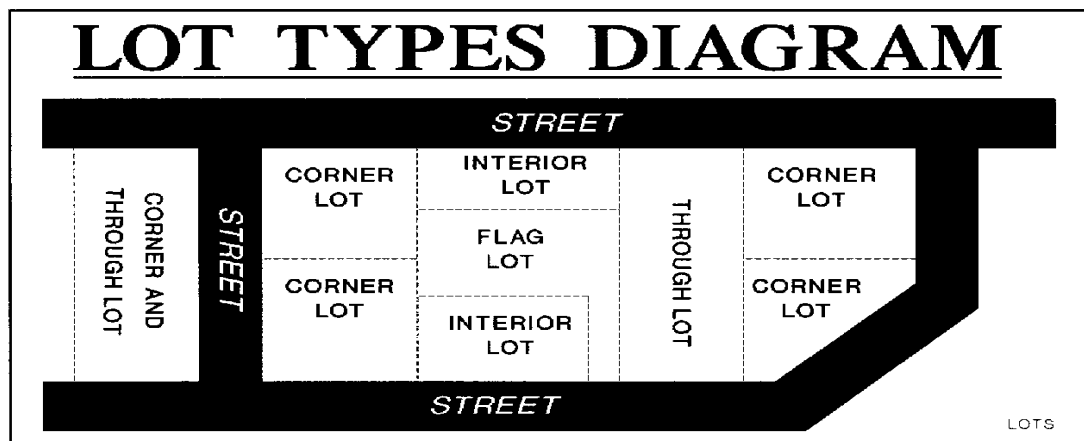 LOT TYPES DIAGRAM
STREET
CORNER AND
THROUGH LOT
STREET
CORNER
LOT
INTERIOR
LOT
THROUGH LOT
CORNER
LOT
FLAG
LOT
CORNER
LOT
INTERIOR
LOT
CORNER
LOT
STREET
LOTS